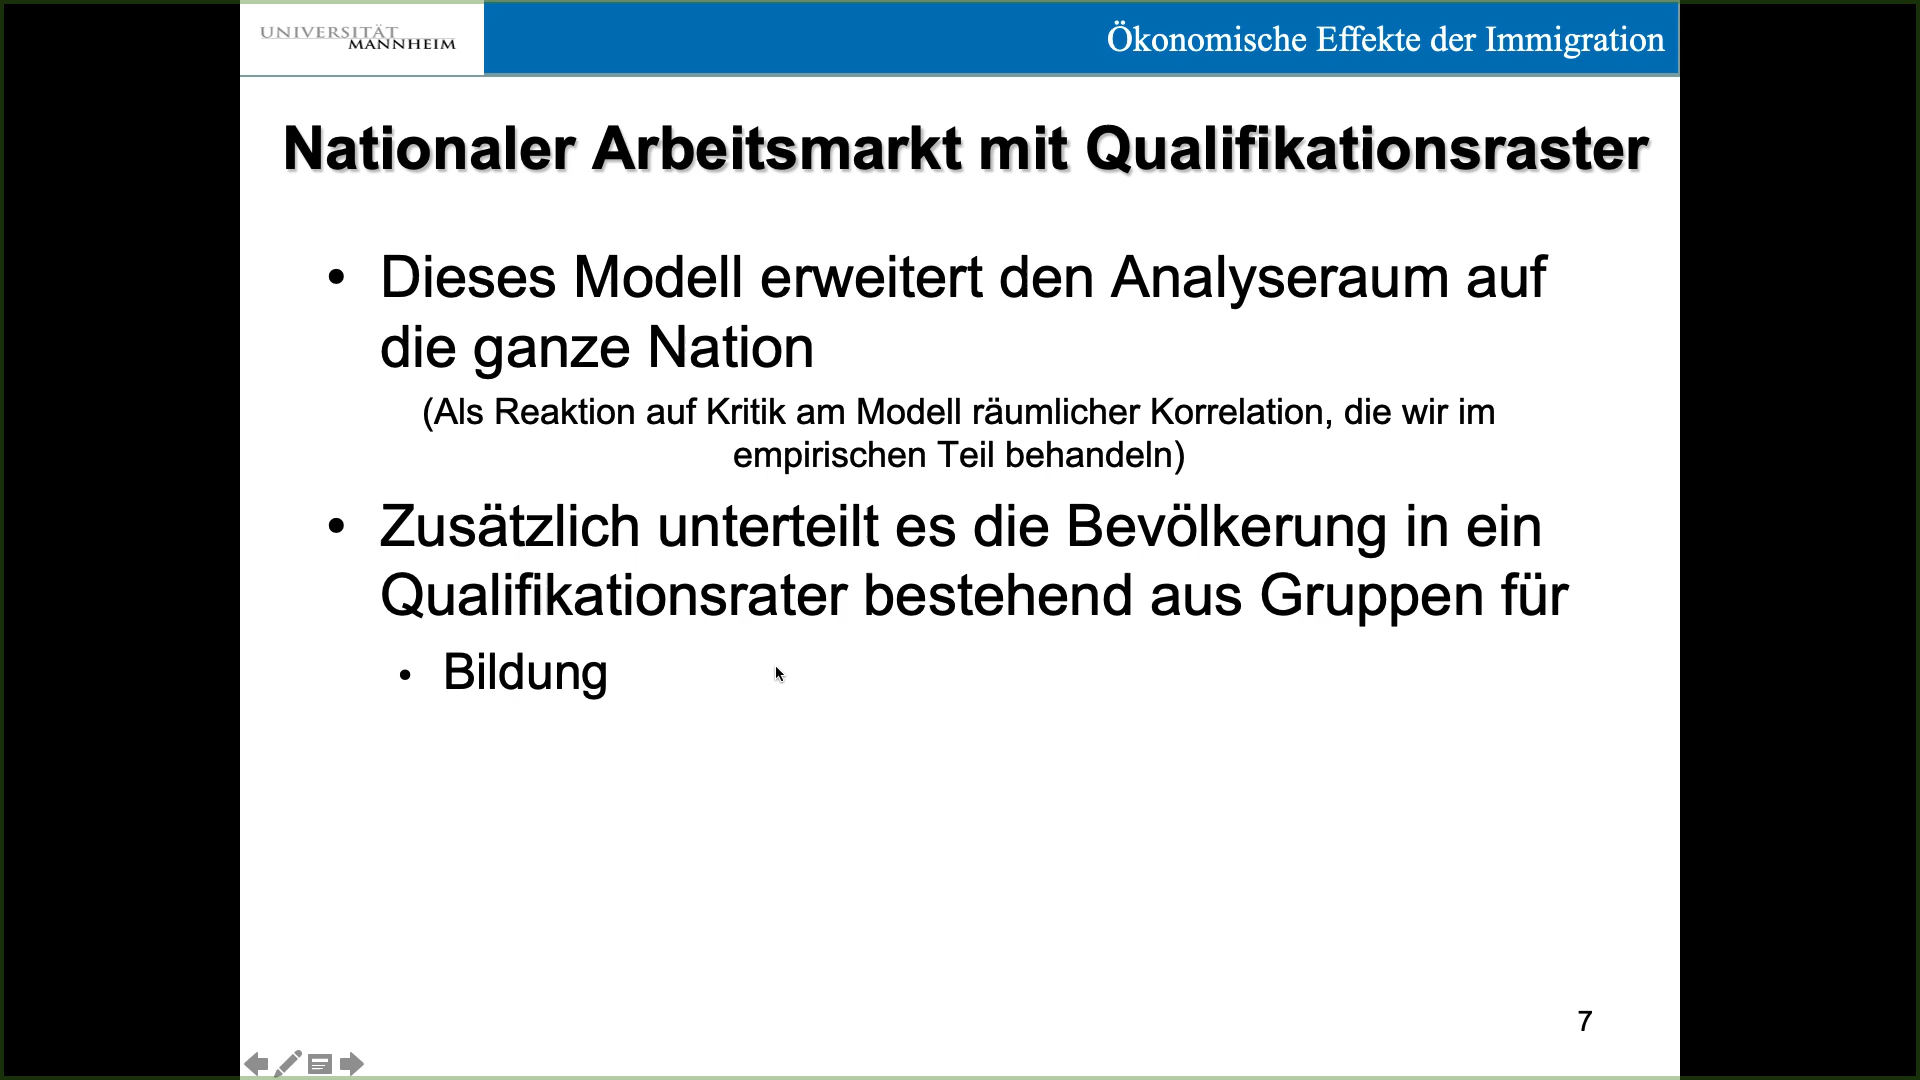 UNIVERSITÄT
MANNHEIM
Ökonomische Effekte der Immigration
Nationaler Arbeitsmarkt mit Qualifikationsraster
• Dieses Modell erweitert den Analyseraum auf
die ganze Nation
(Als Reaktion auf Kritik am Modell räumlicher Korrelation, die wir im
empirischen Teil behandeln)
• Zusätzlich unterteilt es die Bevölkerung in ein
Qualifikationsrater bestehend aus Gruppen für
• Bildung
7